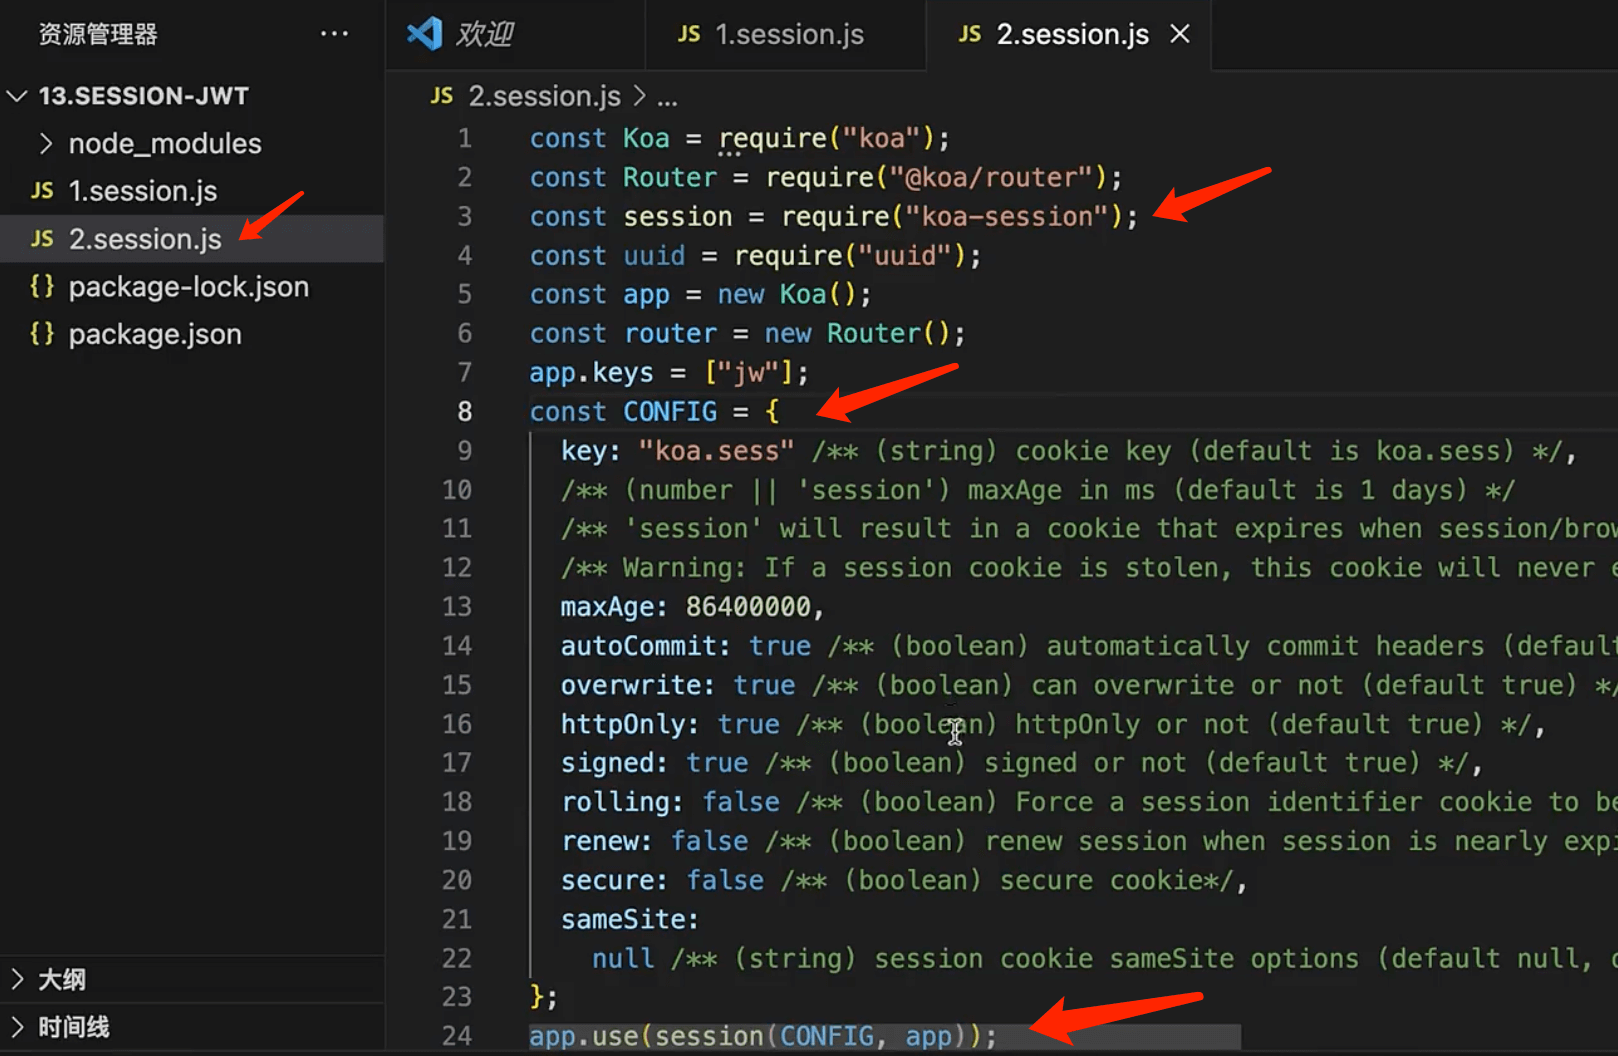 资源管理器
13.SESSION-JWT
node_modules
JS 1.session.js
JS 2.session.js
{} package-lock.json
{} package.json
大纲
时间线
欢迎
JS 1.session.js
JS 2.session.js
JS 2.session.js > ...
1 const Koa = require("koa");
2 const Router = require("@koa/router");
3 const session = require("koa-session");
4 const uuid = require("uuid");
5 const app = new Koa();
6 const router = new Router();
7 app.keys = ["jw"];
8 const CONFIG = {
9 key: "koa.sess" /** (string) cookie key (default is koa.sess) */,
10 /** (number || 'session') maxAge in ms (default is 1 days) */
11 /** 'session' will result in a cookie that expires when session/brow
12 /** Warning: If a session cookie is stolen, this cookie will never e
13 maxAge: 86400000,
14 autoCommit: true /** (boolean) automatically commit headers (default
15 overwrite: true /** (boolean) can overwrite or not (default true) */
16 httpOnly: true /** (boolean) httpOnly or not (default true) */,
17 signed: true /** (boolean) signed or not (default true) */,
18 rolling: false /** (boolean) Force a session identifier cookie to be
19 renew: false /** (boolean) renew session when session is nearly expi
20 secure: false /** (boolean) secure cookie*/,
21 sameSite:
22 null /** (string) session cookie sameSite options (default null,
23 };
24 app.use(session(CONFIG, app));